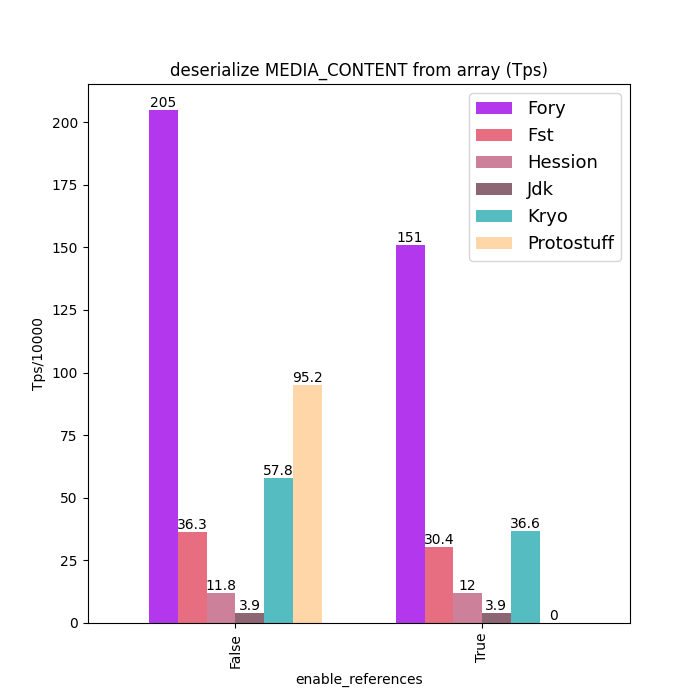 deserialize MEDIA_CONTENT from array (Tps)
Fory
Fst
Hession
Jdk
Kryo
Protostuff
Tps/10000
200
175
150
125
100
75
50
25
0
205
36.3
11.8
3.9
57.8
95.2
151
30.4
12
3.9
36.6
0
False
True
enable_references